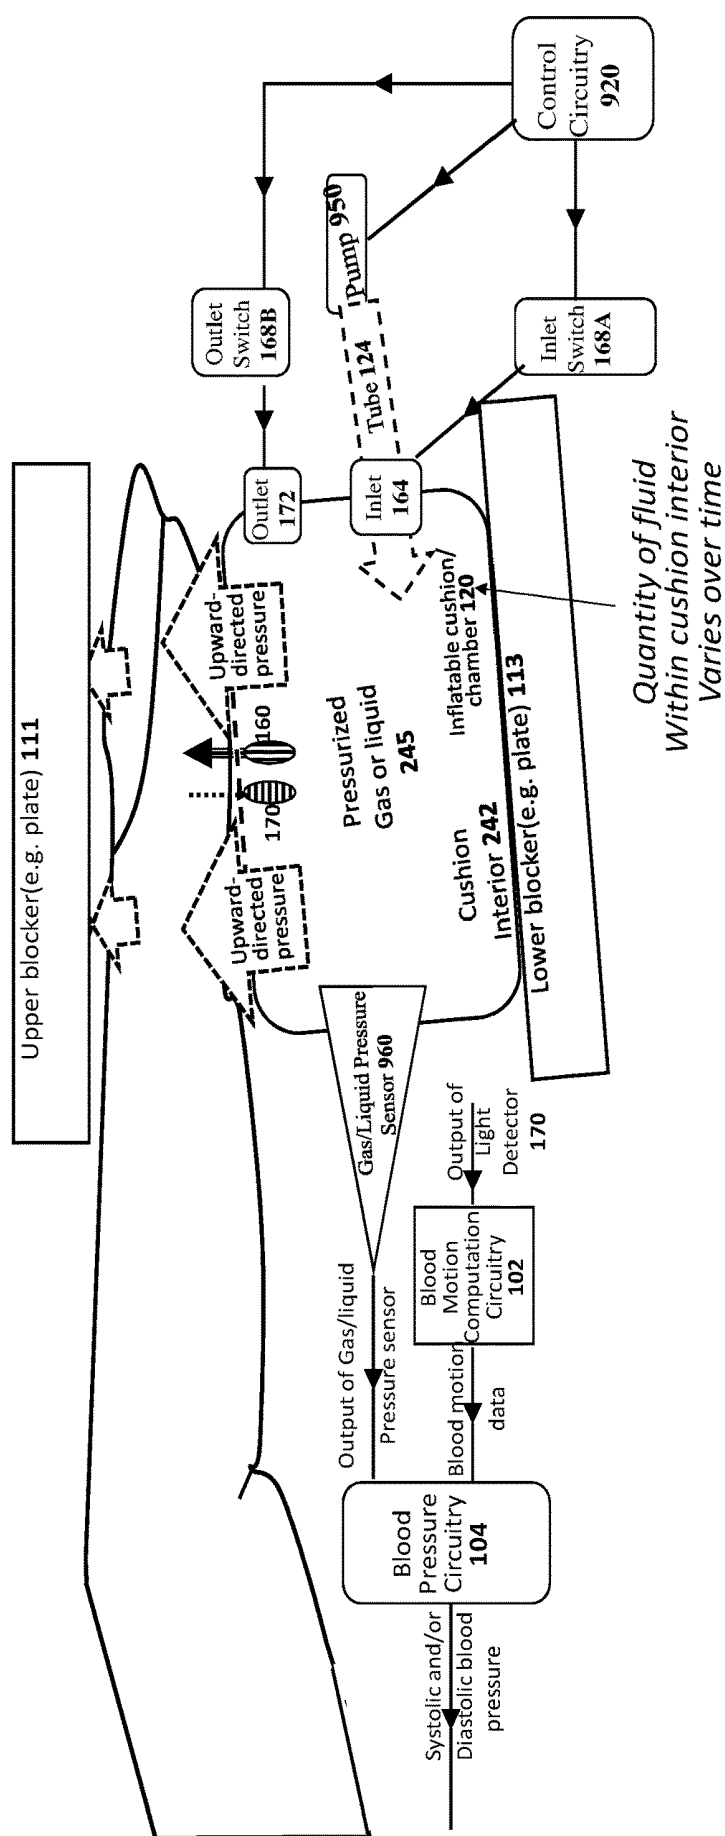 Upper blocker(e.g. plate) 111
Upward-
directed
pressure
Upward-
directed
pressure
170
160
Outlet
172
Outlet
Switch
168B
Pump 950
Tube 124
Control
Circuitry
920
Inlet
164
Inlet
Switch
168A
Pressurized
Gas or liquid
245
Inflatable cushion/
chamber 120
Cushion
Interior 242
Lower blocker(e.g. plate) 113
Quantity of fluid
Within cushion interior
Varies over time
Gas/Liquid Pressure
Sensor 960
Output of Gas/liquid
Pressure sensor
Output of
Light
Detector
170
Blood
Motion
Computation
Circuitry
102
Blood motion
data
Blood
Pressure
Circuitry
104
Systolic and/or
Diastolic blood
pressure